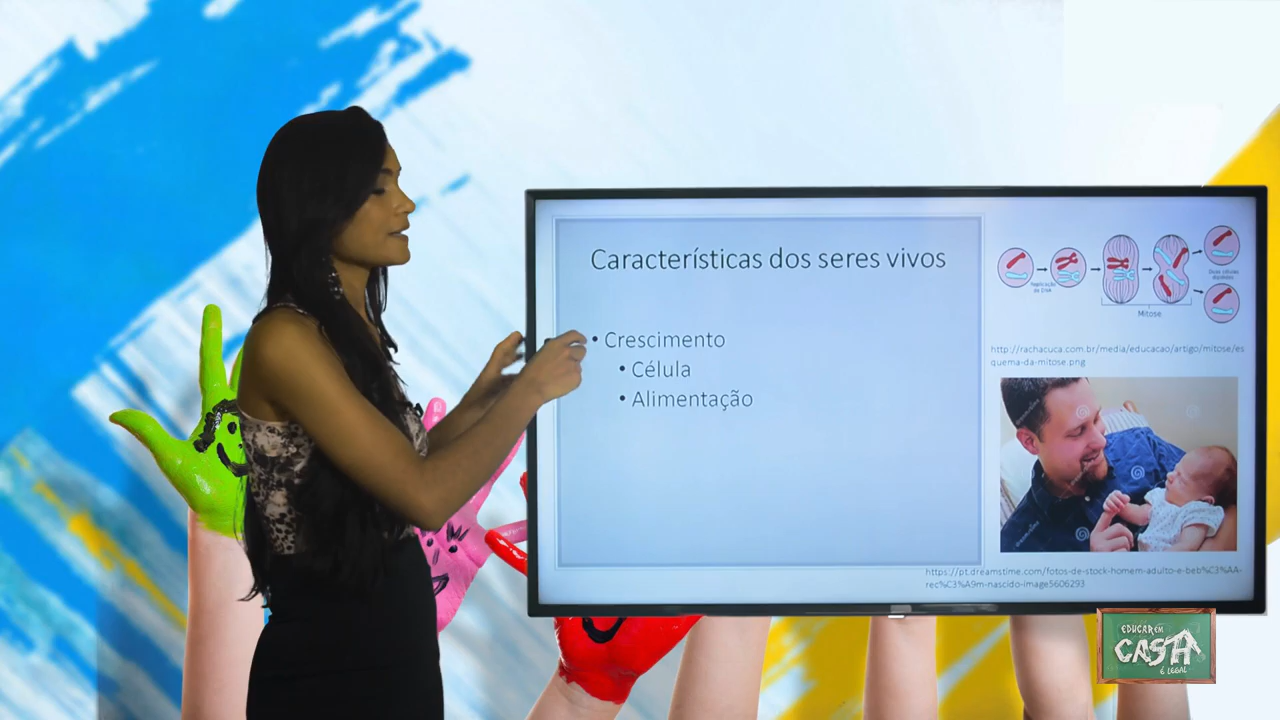 Características dos seres vivos
• Crescimento
• Célula
• Alimentação
Mitose
http://rachacuca.com.br/media/educacao/artigo/mitose/es
quema-da-mitose.png
https://pt.dreamstime.com/fotos-de-stock-homem-adulto-e-beb%C3%AA-
rec%C3%A9m-nascido-image5606293
EDUCAR EM
CASA
É LEGAL